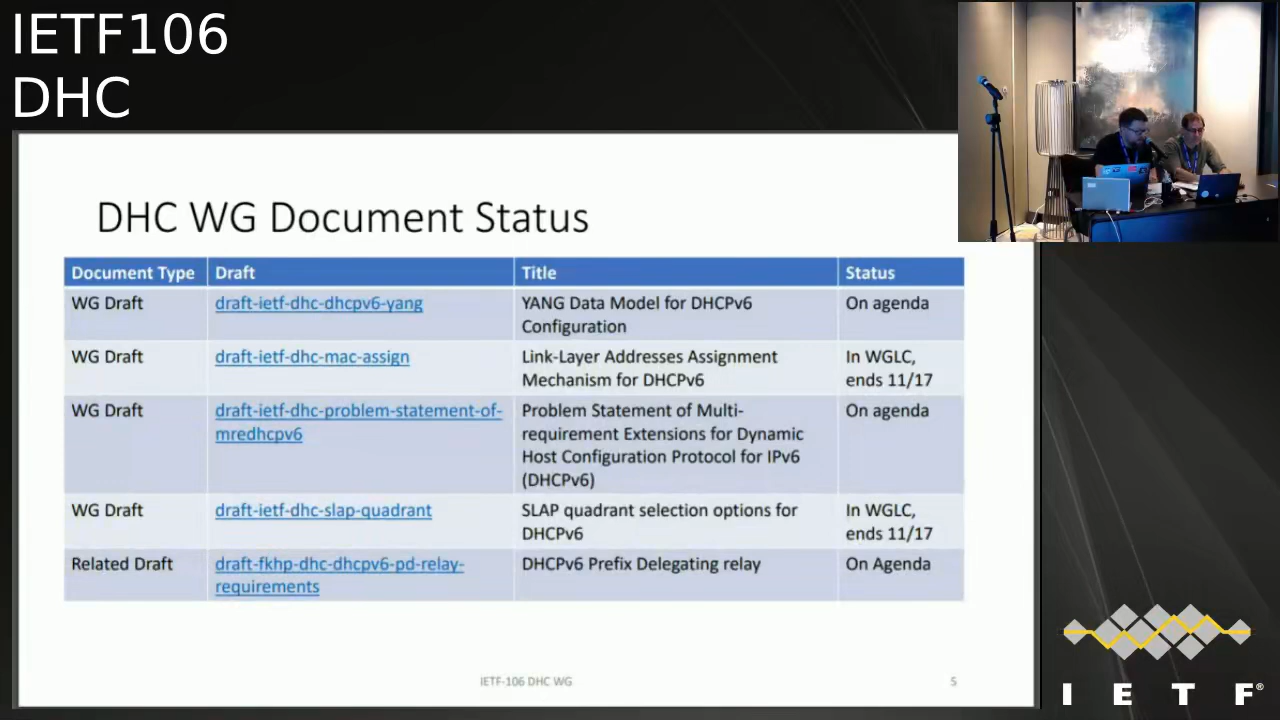 IETF106
DHC
DHC WG Document Status
Document Type Draft Title Status
WG Draft draft-ietf-dhc-dhcpv6-yang YANG Data Model for DHCPv6 On agenda
Configuration
WG Draft draft-ietf-dhc-mac-assign Link-Layer Addresses Assignment In WGLC,
Mechanism for DHCPv6 ends 11/17
WG Draft draft-ietf-dhc-problem-statement-of- Problem Statement of Multi- On agenda
mredhcpv6 requirement Extensions for Dynamic
Host Configuration Protocol for IPv6
(DHCPv6)
WG Draft draft-ietf-dhc-slap-quadrant SLAP quadrant selection options for In WGLC,
DHCPv6 ends 11/17
Related Draft draft-fkhp-dhc-dhcpv6-pd-relay- DHCPv6 Prefix Delegating relay On Agenda
requirements
IETF-106 DHC WG 5
I E T F®